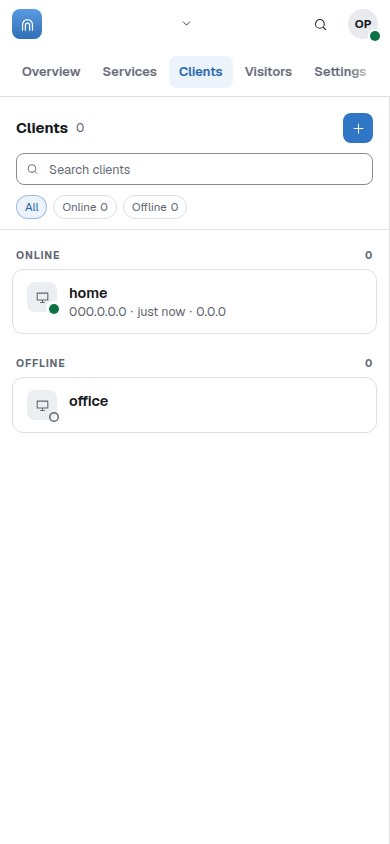 OP
Overview Services Clients Visitors Settings
Clients 0
Search clients
All Online 0 Offline 0
ONLINE 0
home
000.0.0.0 · just now · 0.0.0
OFFLINE 0
office